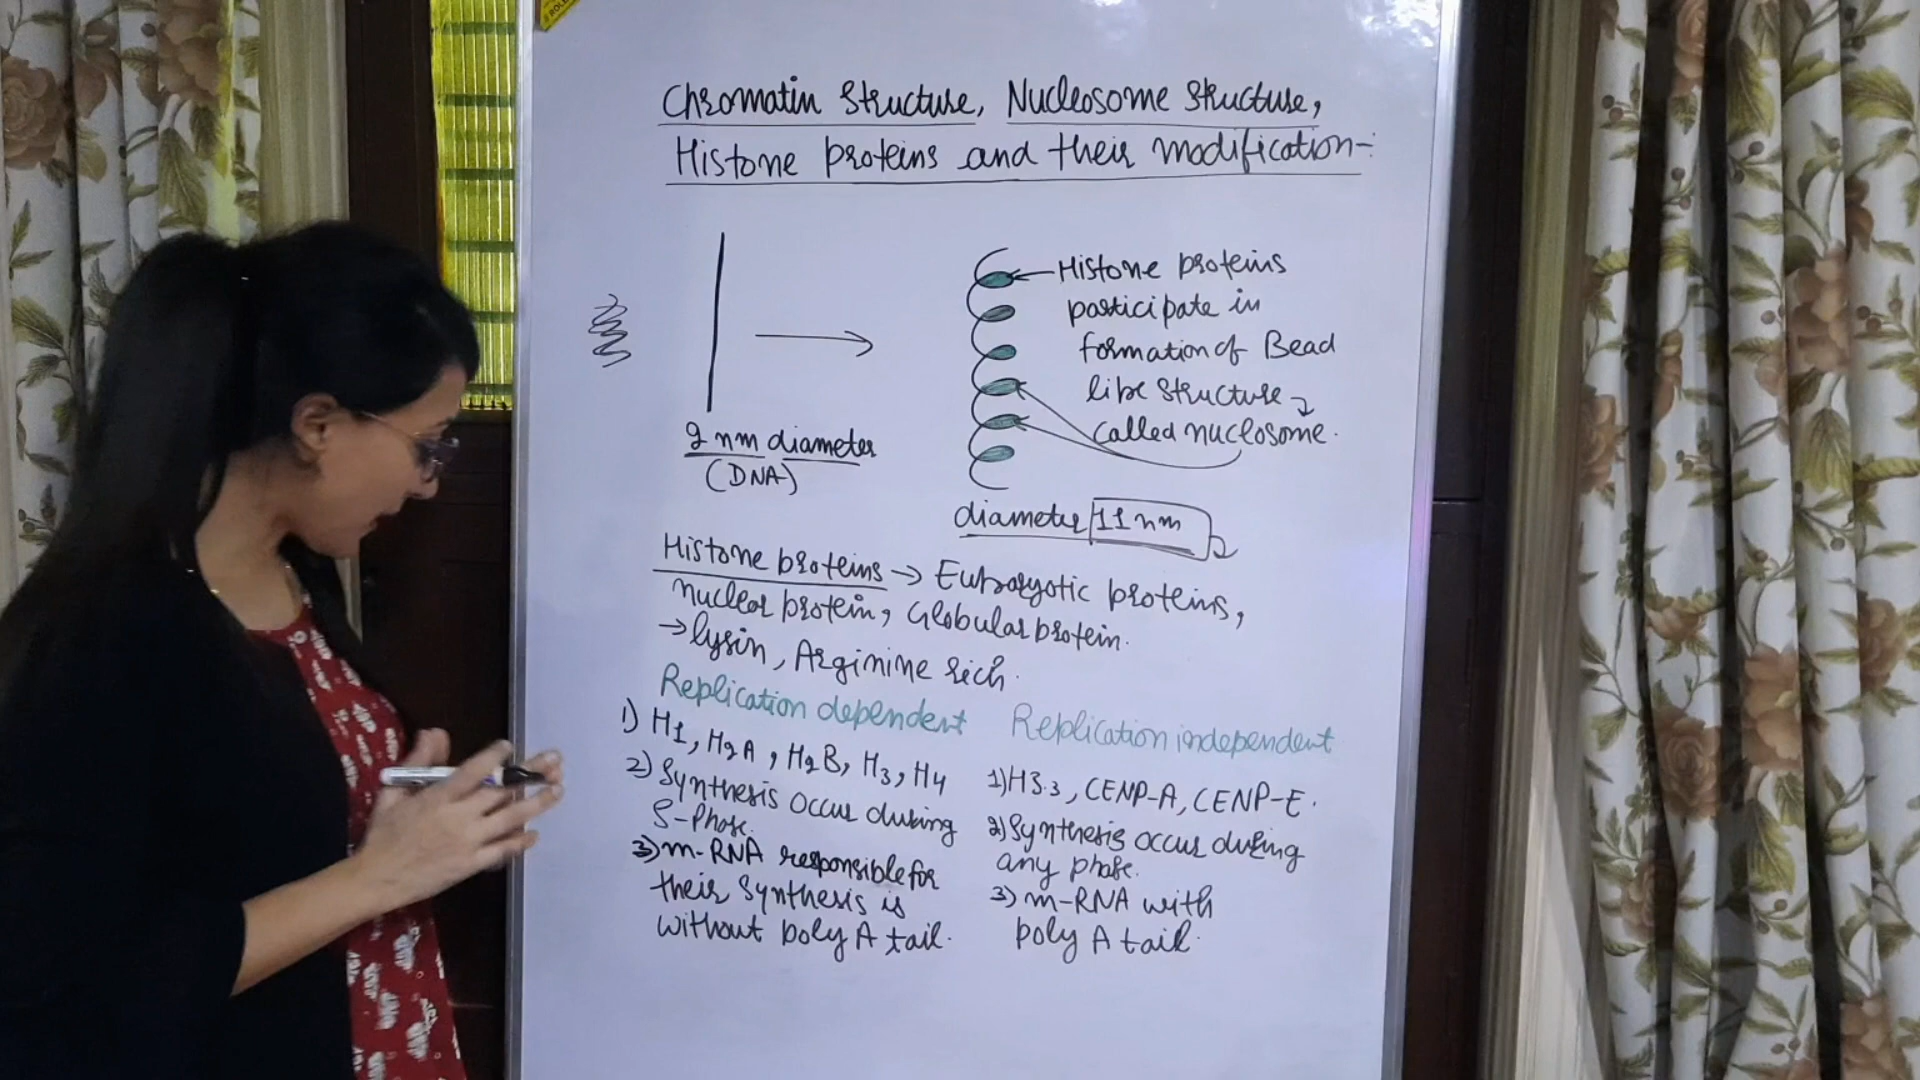 Chromatin Structure, Nucleosome Structure,
Histone proteins and their modification-:
Histone proteins
participate in
formation of Bead
like structure
called nuclosome.
2 nm diameter
(DNA)
diameter 11 nm
Histone proteins → Eukaryotic proteins,
nuclear protein, Globular protein.
→ lysin, Arginine rich.
Replication dependent
1) H1, H2A, H2B, H3, H4
2) Synthesis occur during
S-Phase.
3) m-RNA responsible for
their Synthesis is
without poly A tail.
Replication independent
1) H3.3, CENP-A, CENP-E.
2) Synthesis occur during
any phase.
3) m-RNA with
poly A tail.